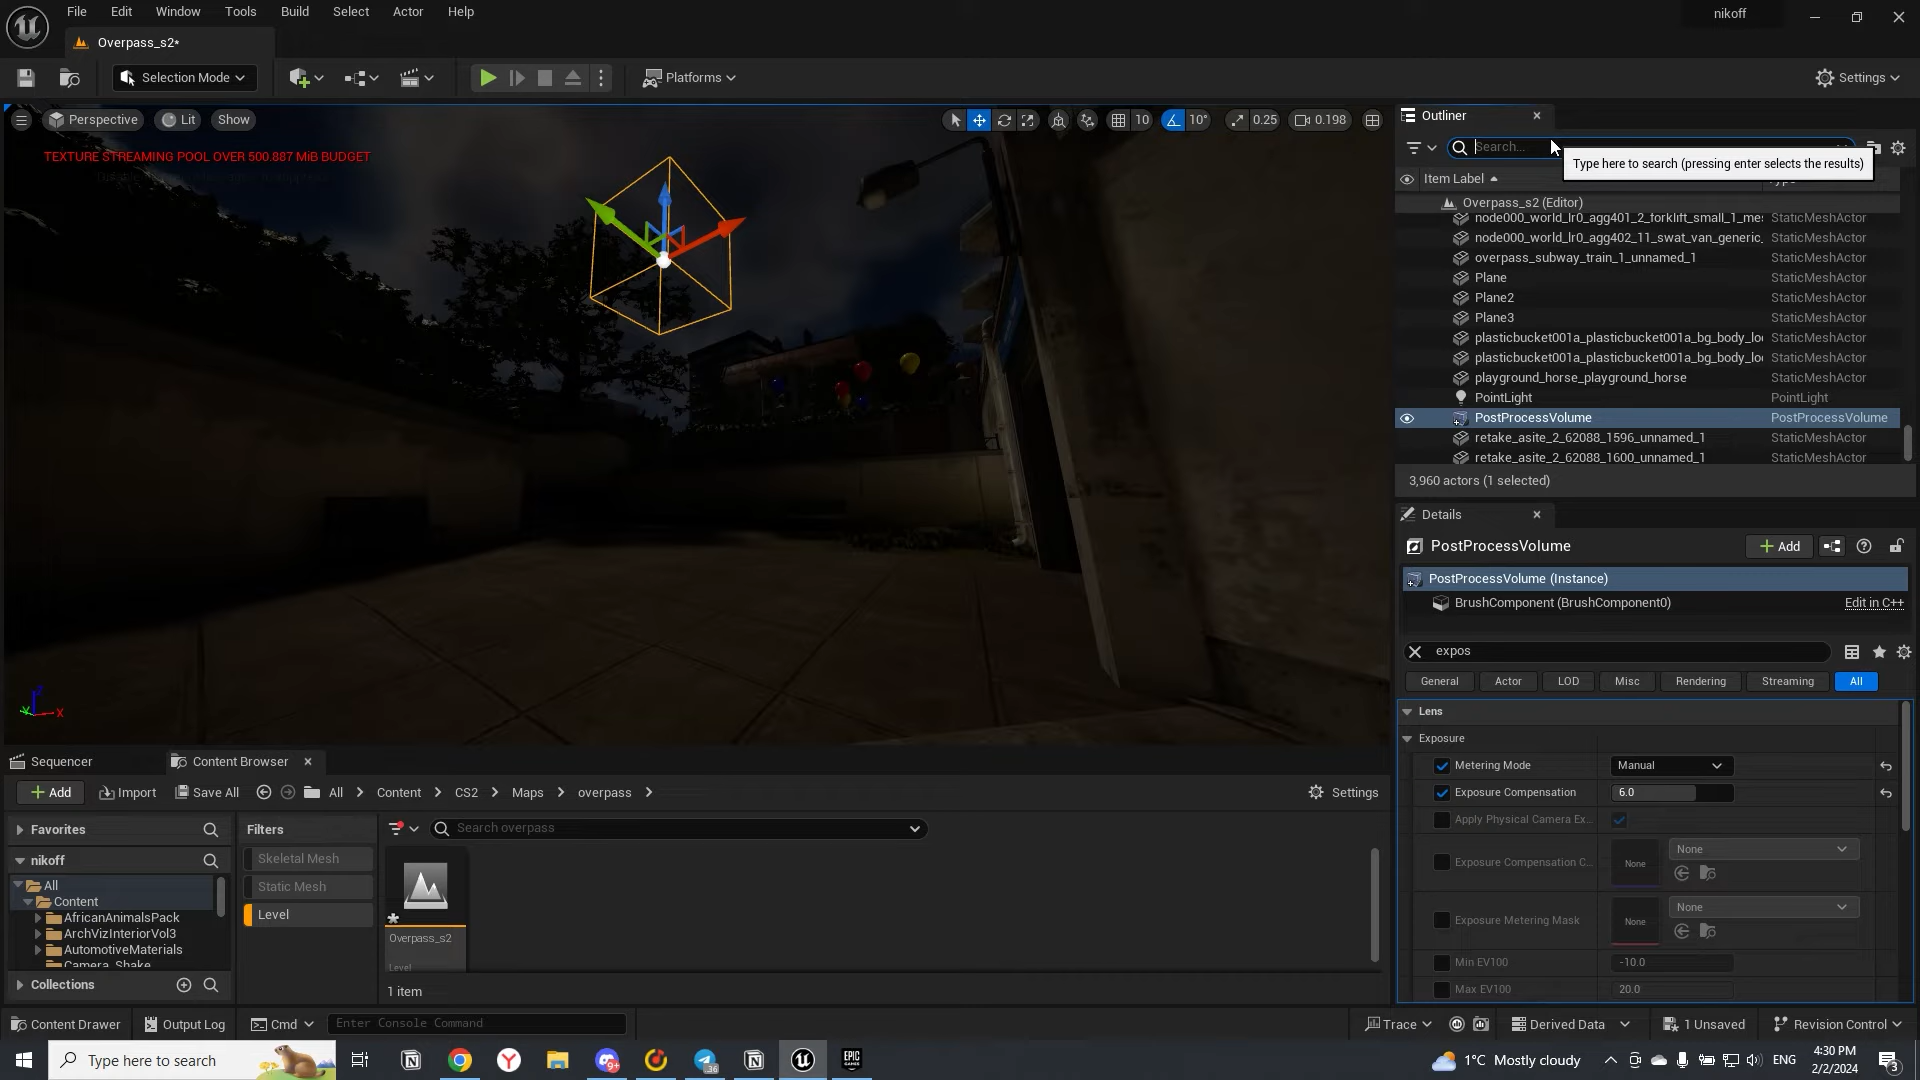 File Edit Window Tools Build Select Actor Help
nikoff
Overpass_s2*
Selection Mode
Platforms
Settings
Perspective Lit Show
10 10° 0.25 0.198
TEXTURE STREAMING POOL OVER 500.887 MiB BUDGET
Outliner
Search...
Type here to search (pressing enter selects the results)
Item Label
Overpass_s2 (Editor)
node000_world_lr0_agg401_2_forklift_small_1_me StaticMeshActor
node000_world_lr0_agg402_11_swat_van_generic_ StaticMeshActor
overpass_subway_train_1_unnamed_1 StaticMeshActor
Plane StaticMeshActor
Plane2 StaticMeshActor
Plane3 StaticMeshActor
plasticbucket001a_plasticbucket001a_bg_body_lo StaticMeshActor
plasticbucket001a_plasticbucket001a_bg_body_lo StaticMeshActor
playground_horse_playground_horse StaticMeshActor
PointLight PointLight
PostProcessVolume PostProcessVolume
retake_asite_2_62088_1596_unnamed_1 StaticMeshActor
retake_asite_2_62088_1600_unnamed_1 StaticMeshActor
3,960 actors (1 selected)
Details
PostProcessVolume
Add
PostProcessVolume (Instance)
BrushComponent (BrushComponent0) Edit in C++
expos
General Actor LOD Misc Rendering Streaming All
Lens
Exposure
Metering Mode Manual
Exposure Compensation 6.0
Apply Physical Camera Ex...
Exposure Compensation C... None None
Exposure Metering Mask None None
Min EV100 -10.0
Max EV100 20.0
Sequencer Content Browser
Add Import Save All All Content CS2 Maps overpass Settings
Favorites
nikoff
All
Content
AfricanAnimalsPack
ArchVizInteriorVol3
AutomotiveMaterials
Camera_Shake
Collections
Filters
Skeletal Mesh
Static Mesh
Level
Search overpass
Overpass_s2
Level
1 item
Content Drawer Output Log Cmd Enter Console Command Trace Derived Data 1 Unsaved Revision Control
Type here to search
9+
36
EPIC GAMES
1°C Mostly cloudy
ENG
4:30 PM
2/2/2024
3